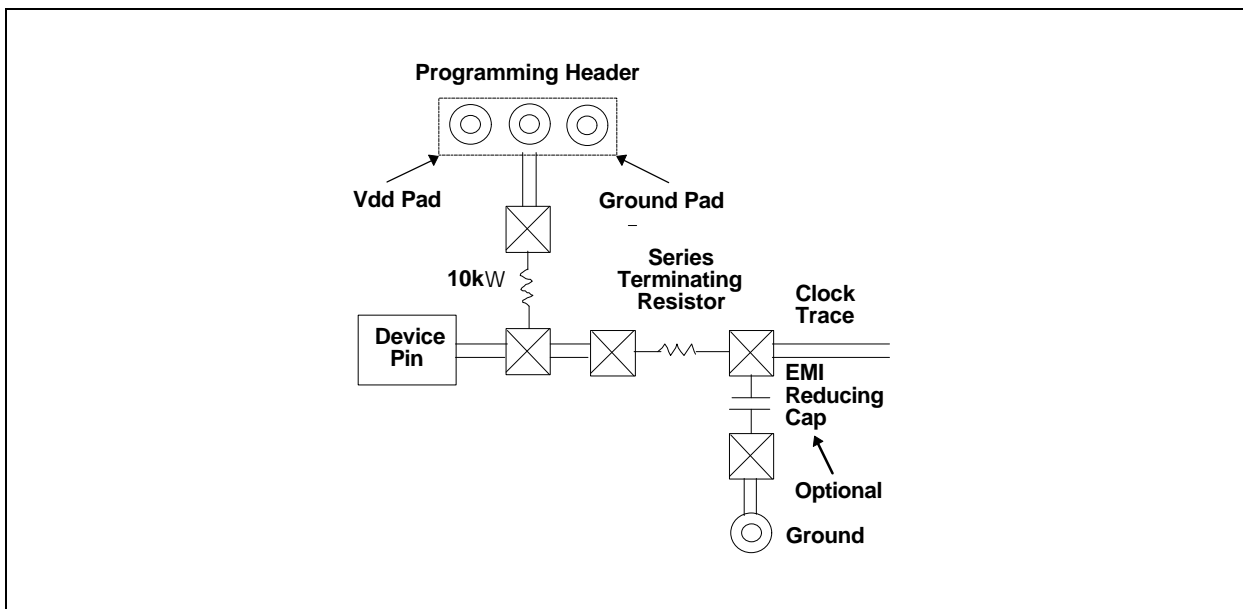 Programming Header
Vdd Pad
Ground Pad
Series
Terminating
Resistor
10kW
Clock
Trace
Device
Pin
EMI
Reducing
Cap
Optional
Ground